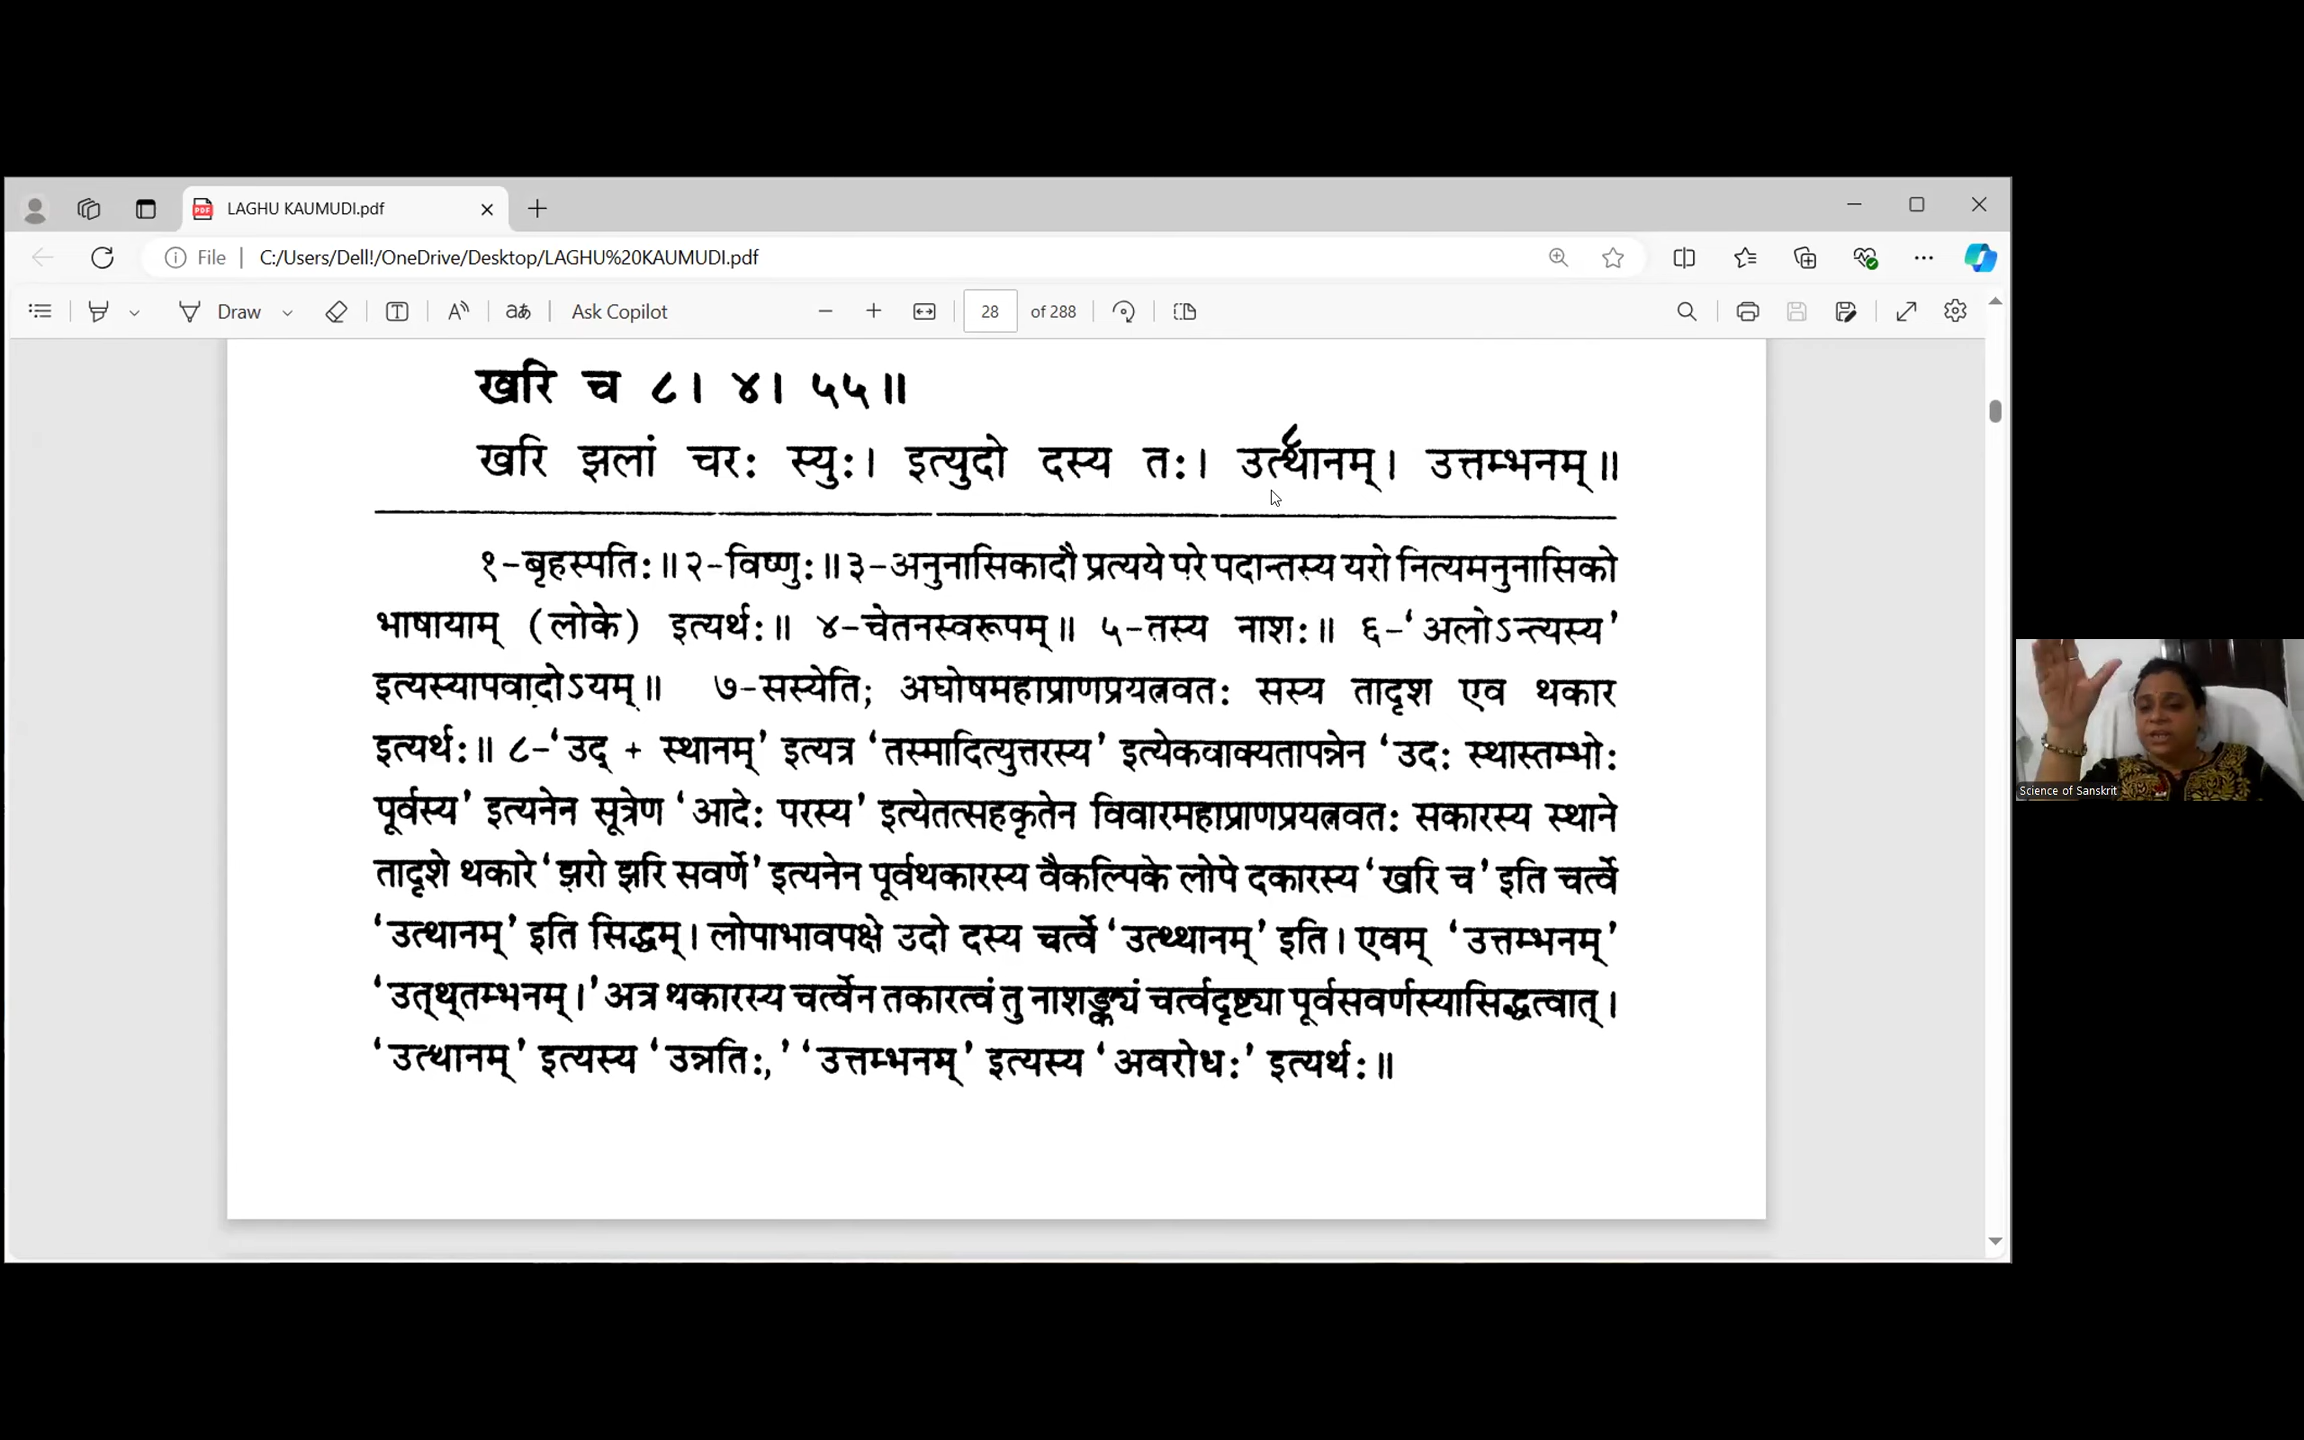 LAGHU KAUMUDI.pdf
File C:/Users/Dell!/OneDrive/Desktop/LAGHU%20KAUMUDI.pdf
Draw Ask Copilot 28 of 288
खरि च ८। ४। ५५॥
खरि झलां चरः स्युः। इत्युदो दस्य तः। उत्थानम्८। उत्तम्भनम्॥
१-बृहस्पतिः॥ २-विष्णुः॥ ३-अनुनासिकादौ प्रत्यये परे पदान्तस्य यरो नित्यमनुनासिको
भाषायाम् (लोके) इत्यर्थः॥ ४-चेतनस्वरूपम्॥ ५-तस्य नाशः॥ ६-‘अलोऽन्त्यस्य’
इत्यस्यापवादोऽयम्॥ ७-सस्येति; अघोषमहाप्राणप्रयत्नवतः सस्य तादृश एव थकार
इत्यर्थः॥ ८-‘उद् + स्थानम्’ इत्यत्र ‘तस्मादित्युत्तरस्य’ इत्येकवाक्यतापन्नेन ‘उदः स्थास्तम्भोः
पूर्वस्य’ इत्यनेन सूत्रेण ‘आदेः परस्य’ इत्येतत्सहकृतेन विवारमहाप्राणप्रयत्नवतः सकारस्य स्थाने
तादृशे थकारे ‘झरो झरि सवर्णे’ इत्यनेन पूर्वथकारस्य वैकल्पिके लोपे दकारस्य ‘खरि च’ इति चर्त्वे
‘उत्थानम्’ इति सिद्धम्। लोपाभावपक्षे उदो दस्य चर्त्वे ‘उत्थ्थानम्’ इति। एवम् ‘उत्तम्भनम्’
‘उत्थ्तम्भनम्।’ अत्र थकारस्य चर्त्वेन तकारत्वं तु नाशङ्क्यं चर्त्वदृष्ट्या पूर्वसवर्णस्यासिद्धत्वात्।
‘उत्थानम्’ इत्यस्य ‘उन्नतिः,’ ‘उत्तम्भनम्’ इत्यस्य ‘अवरोधः’ इत्यर्थः॥
Science of Sanskrit